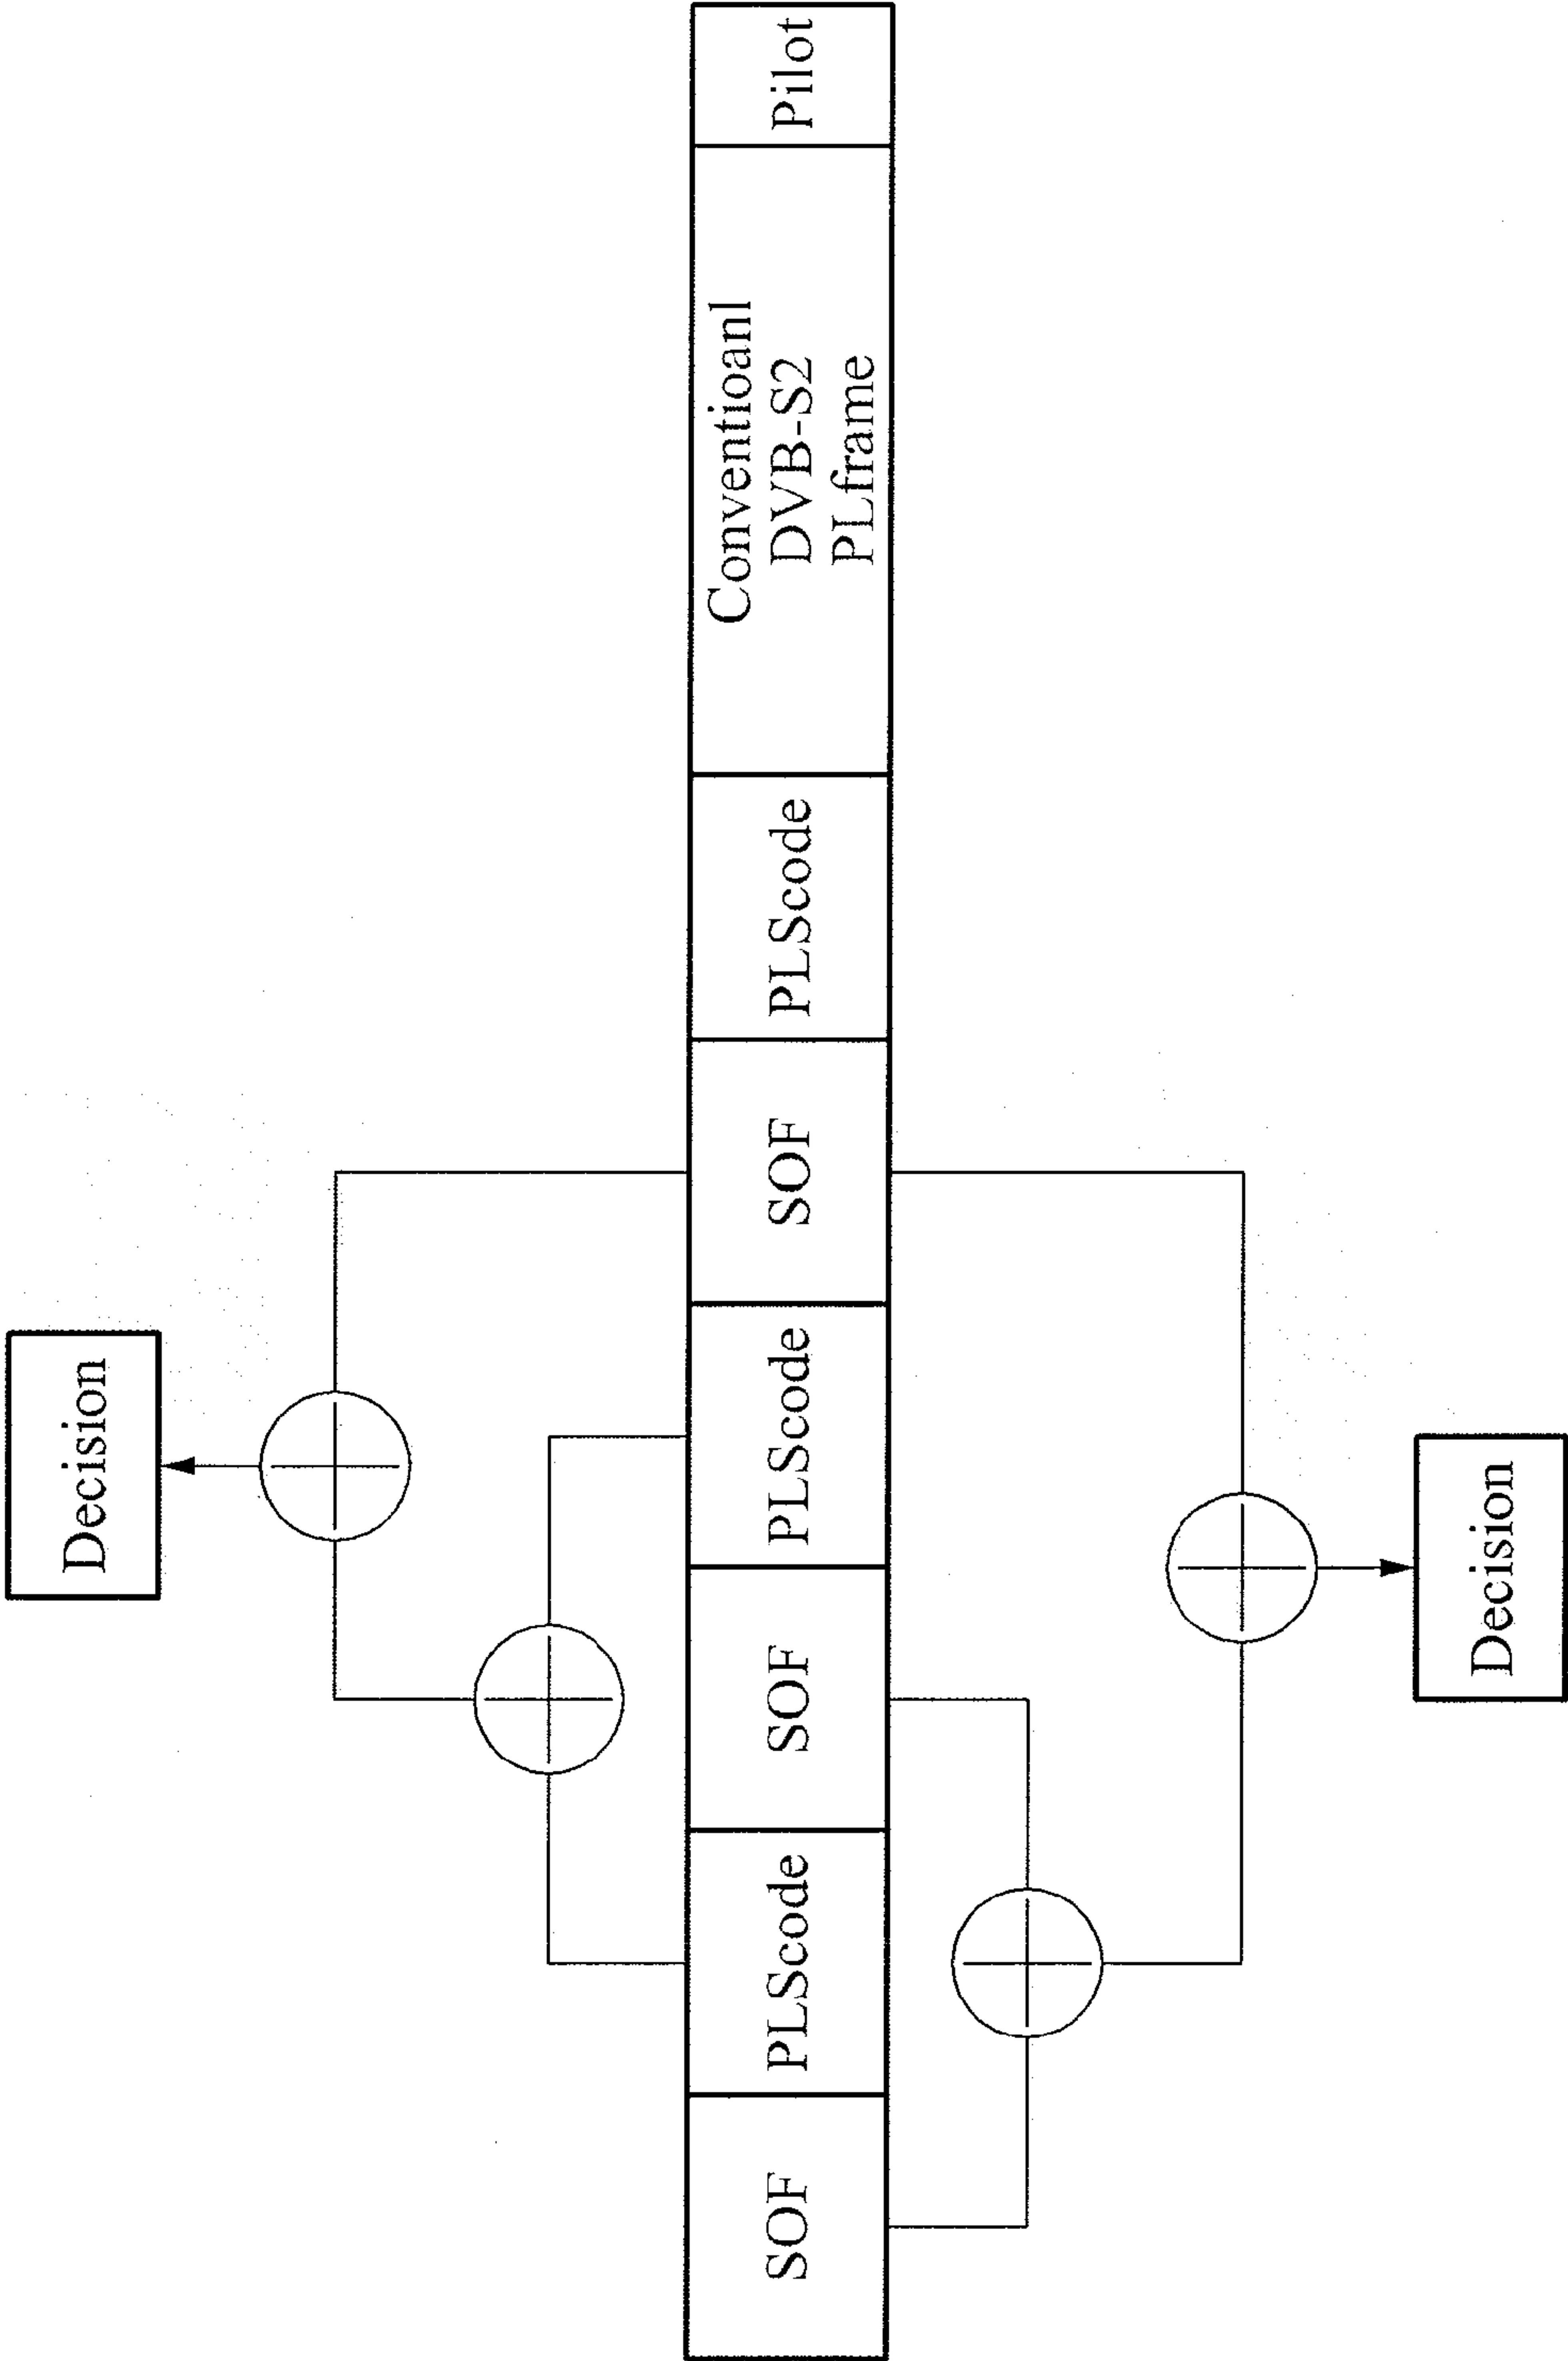 Decision
SOF
PLScode
SOF
PLScode
SOF
PLScode
Conventioanl
DVB-S2
PLframe
Pilot
Decision